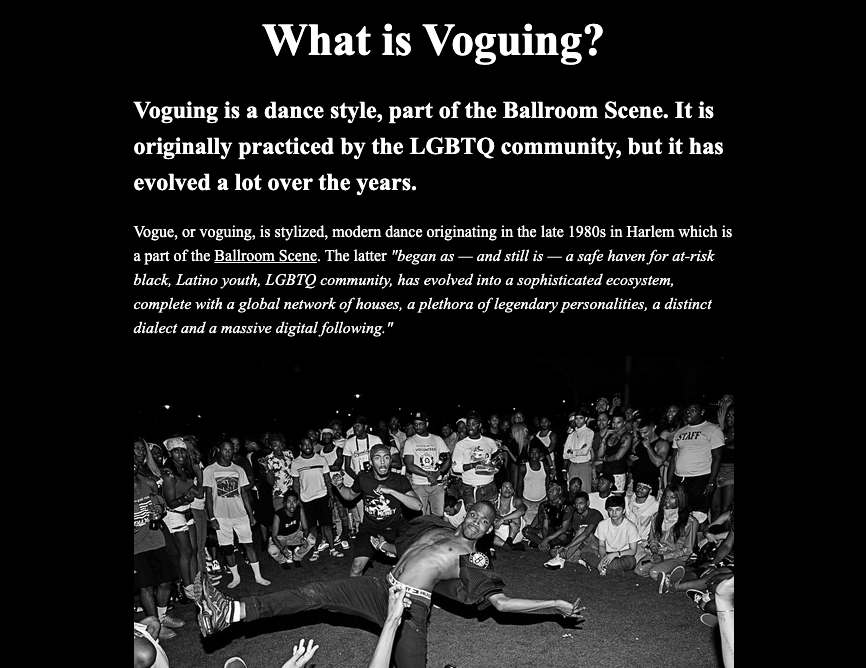 What is Voguing?
Voguing is a dance style, part of the Ballroom Scene. It is
originally practiced by the LGBTQ community, but it has
evolved a lot over the years.
Vogue, or voguing, is stylized, modern dance originating in the late 1980s in Harlem which is
a part of the Ballroom Scene. The latter "began as — and still is — a safe haven for at-risk
black, Latino youth, LGBTQ community, has evolved into a sophisticated ecosystem,
complete with a global network of houses, a plethora of legendary personalities, a distinct
dialect and a massive digital following."
VOLUNTEER
STAFF